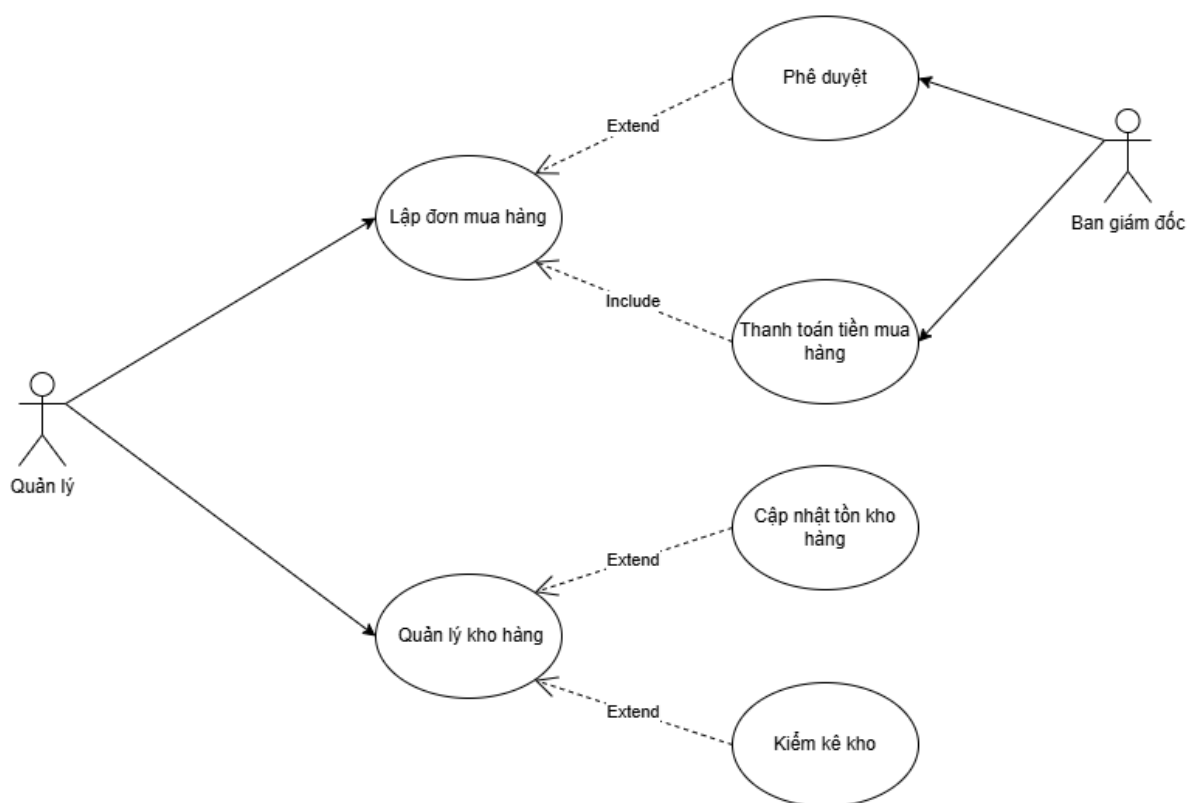 Phê duyệt
Extend
Ban giám đốc
Lập đơn mua hàng
Include
Thanh toán tiền mua
hàng
Quản lý
Cập nhật tồn kho
hàng
Extend
Quản lý kho hàng
Extend
Kiểm kê kho